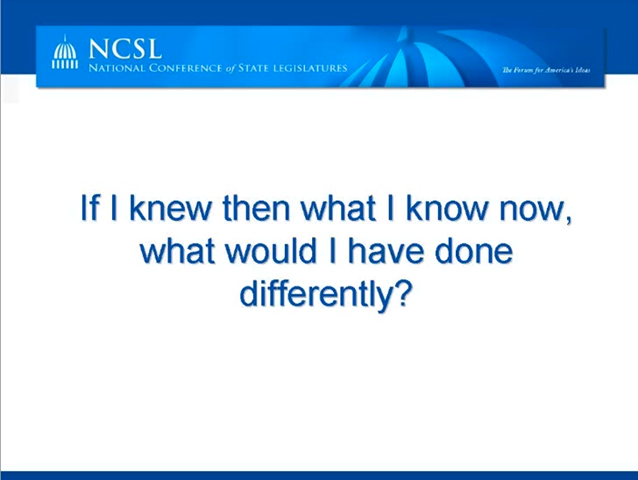 NCSL
NATIONAL CONFERENCE of STATE LEGISLATURES
The Forum for America's Ideas
If I knew then what I know now,
what would I have done
differently?